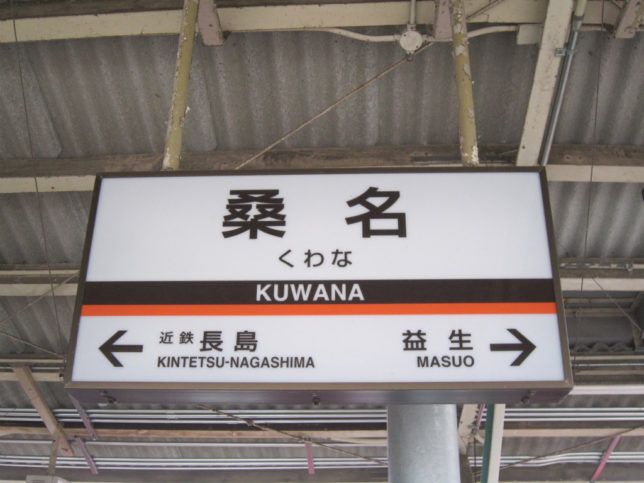 桑名
くわな
KUWANA
← 近鉄長島 益生 →
KINTETSU-NAGASHIMA MASUO